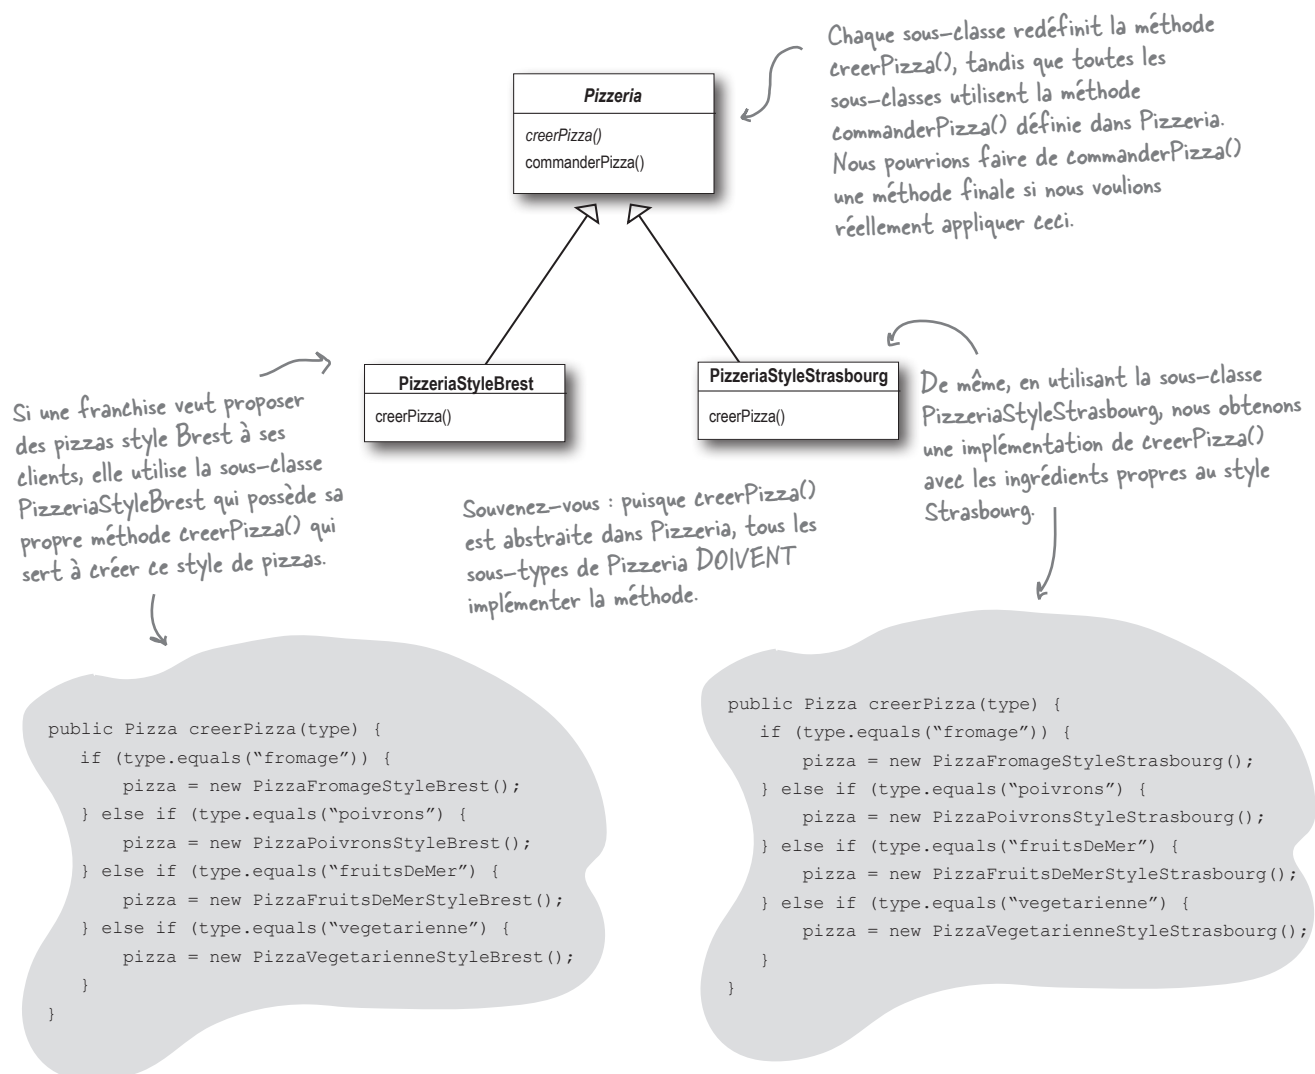 Chaque sous-classe redéfinit la méthode
creerPizza(), tandis que toutes les
sous-classes utilisent la méthode
commanderPizza() définie dans Pizzeria.
Nous pourrions faire de commanderPizza()
une méthode finale si nous voulions
réellement appliquer ceci.
Pizzeria
creerPizza()
commanderPizza()
PizzeriaStyleBrest
creerPizza()
PizzeriaStyleStrasbourg
creerPizza()
Si une franchise veut proposer
des pizzas style Brest à ses
clients, elle utilise la sous-classe
PizzeriaStyleBrest qui possède sa
propre méthode creerPizza() qui
sert à créer ce style de pizzas.
Souvenez-vous : puisque creerPizza()
est abstraite dans Pizzeria, tous les
sous-types de Pizzeria DOIVENT
implémenter la méthode.
De même, en utilisant la sous-classe
PizzeriaStyleStrasbourg, nous obtenons
une implémentation de creerPizza()
avec les ingrédients propres au style
Strasbourg.
public Pizza creerPizza(type) {
if (type.equals(“fromage”)) {
pizza = new PizzaFromageStyleBrest();
} else if (type.equals(“poivrons”) {
pizza = new PizzaPoivronsStyleBrest();
} else if (type.equals(“fruitsDeMer”) {
pizza = new PizzaFruitsDeMerStyleBrest();
} else if (type.equals(“vegetarienne”) {
pizza = new PizzaVegetarienneStyleBrest();
}
}
public Pizza creerPizza(type) {
if (type.equals(“fromage”)) {
pizza = new PizzaFromageStyleStrasbourg();
} else if (type.equals(“poivrons”) {
pizza = new PizzaPoivronsStyleStrasbourg();
} else if (type.equals(“fruitsDeMer”) {
pizza = new PizzaFruitsDeMerStyleStrasbourg();
} else if (type.equals(“vegetarienne”) {
pizza = new PizzaVegetarienneStyleStrasbourg();
}
}